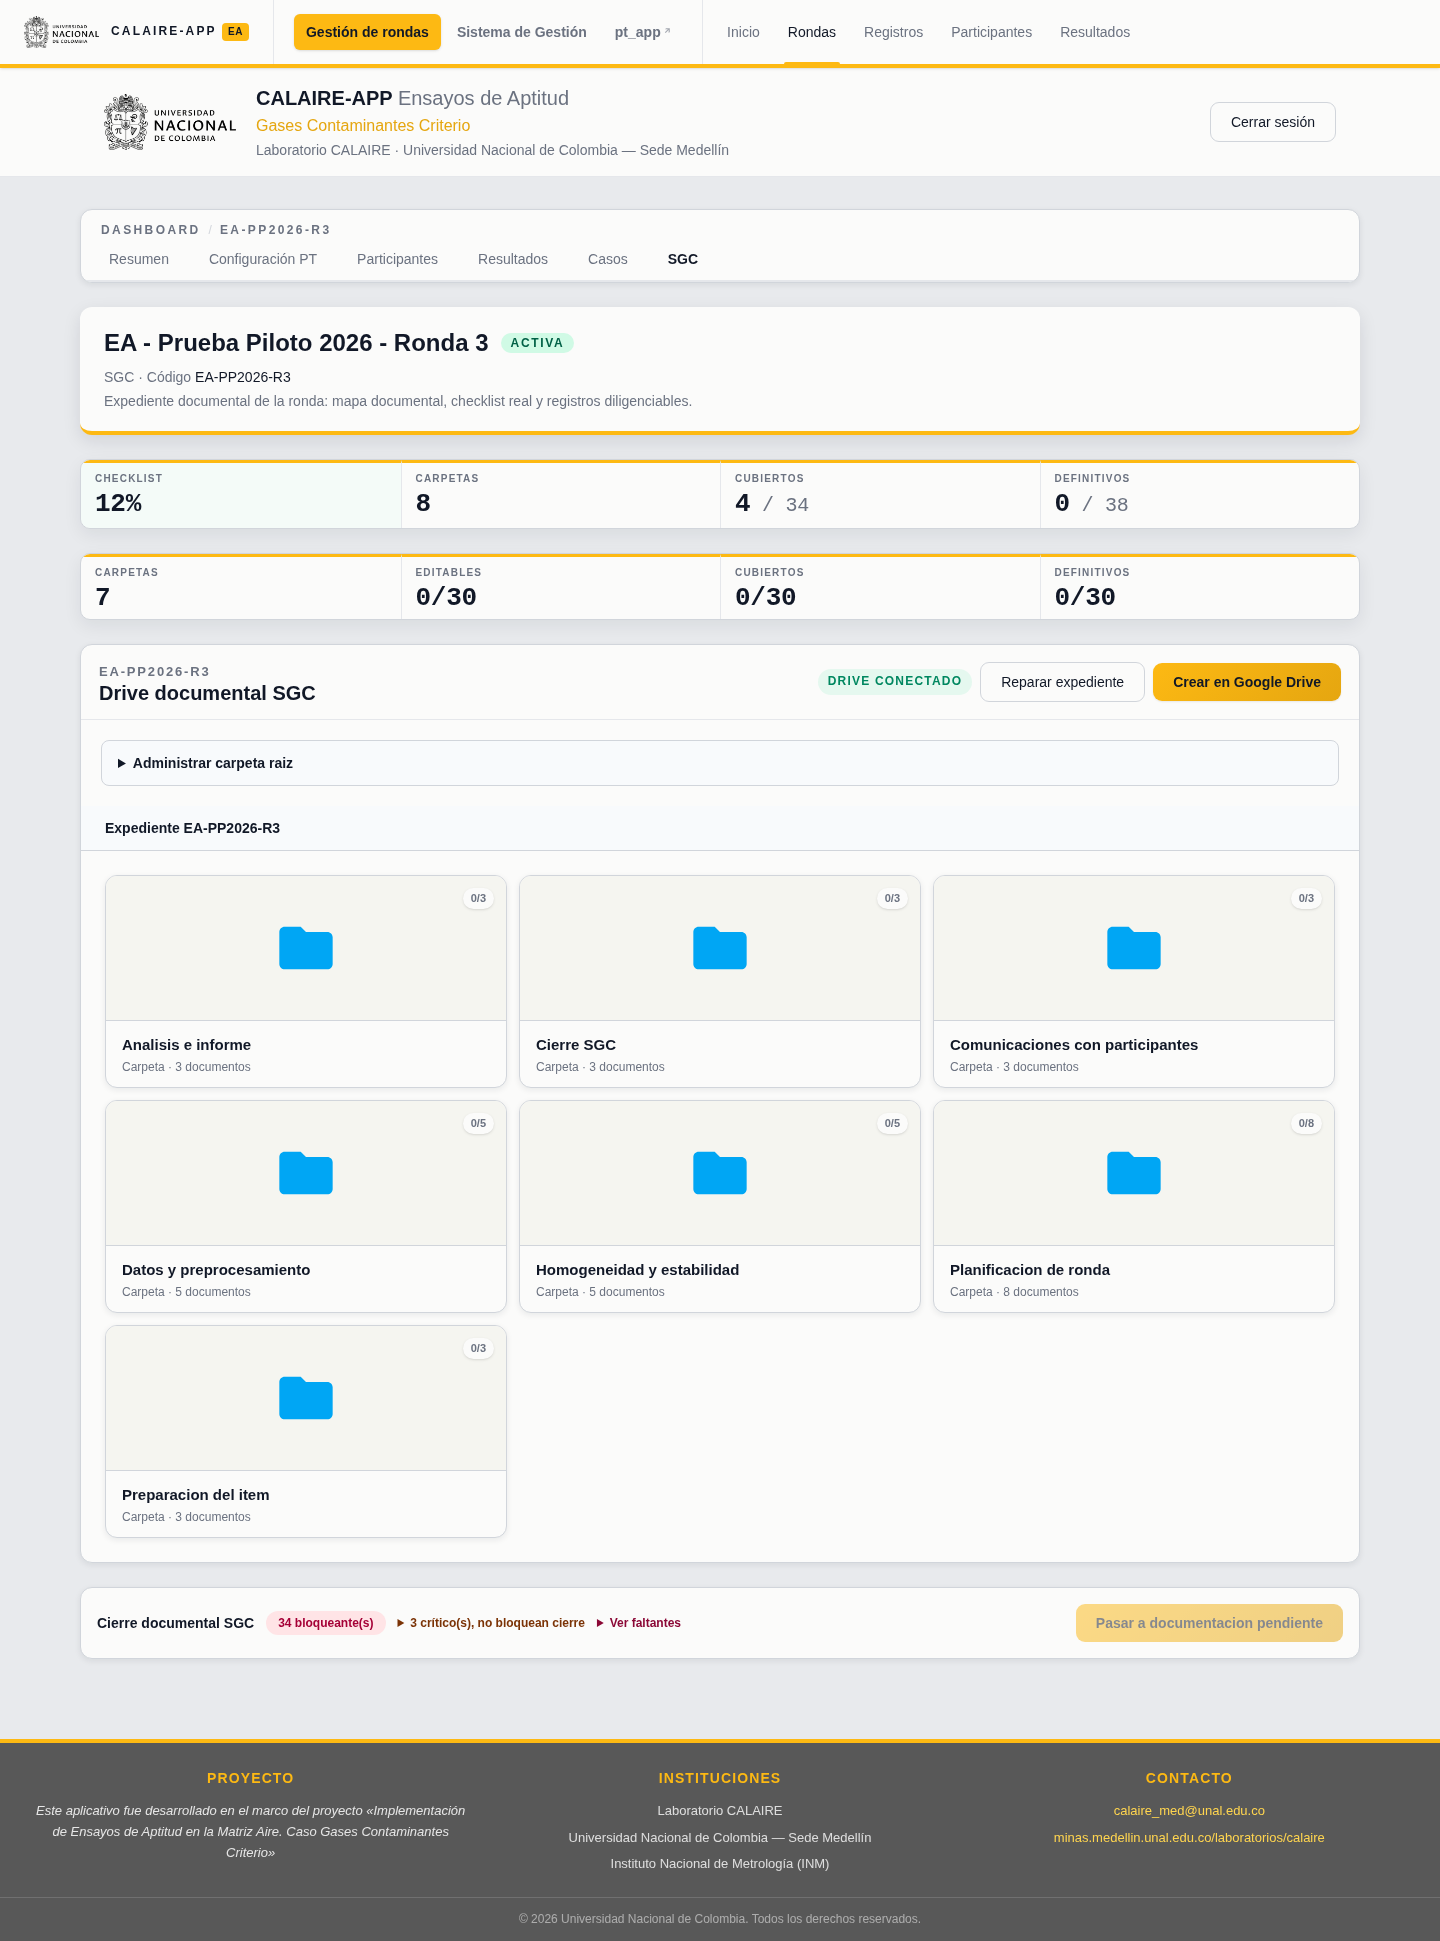 UNIVERSIDAD
NACIONAL
DE COLOMBIA
CALAIRE-APP EA
Gestión de rondas
Sistema de Gestión
pt_app ↗
Inicio
Rondas
Registros
Participantes
Resultados
UNIVERSIDAD
NACIONAL
DE COLOMBIA
CALAIRE-APP Ensayos de Aptitud
Gases Contaminantes Criterio
Laboratorio CALAIRE · Universidad Nacional de Colombia — Sede Medellín
Cerrar sesión
DASHBOARD / EA-PP2026-R3
Resumen
Configuración PT
Participantes
Resultados
Casos
SGC
EA - Prueba Piloto 2026 - Ronda 3 ACTIVA
SGC · Código EA-PP2026-R3
Expediente documental de la ronda: mapa documental, checklist real y registros diligenciables.
CHECKLIST
12%
CARPETAS
8
CUBIERTOS
4 / 34
DEFINITIVOS
0 / 38
CARPETAS
7
EDITABLES
0/30
CUBIERTOS
0/30
DEFINITIVOS
0/30
EA-PP2026-R3
Drive documental SGC
DRIVE CONECTADO
Reparar expediente
Crear en Google Drive
▶ Administrar carpeta raiz
Expediente EA-PP2026-R3
0/3
Analisis e informe
Carpeta · 3 documentos
0/3
Cierre SGC
Carpeta · 3 documentos
0/3
Comunicaciones con participantes
Carpeta · 3 documentos
0/5
Datos y preprocesamiento
Carpeta · 5 documentos
0/5
Homogeneidad y estabilidad
Carpeta · 5 documentos
0/8
Planificacion de ronda
Carpeta · 8 documentos
0/3
Preparacion del item
Carpeta · 3 documentos
Cierre documental SGC
34 bloqueante(s)
▶ 3 crítico(s), no bloquean cierre
▶ Ver faltantes
Pasar a documentacion pendiente
PROYECTO
Este aplicativo fue desarrollado en el marco del proyecto «Implementación
de Ensayos de Aptitud en la Matriz Aire. Caso Gases Contaminantes
Criterio»
INSTITUCIONES
Laboratorio CALAIRE
Universidad Nacional de Colombia — Sede Medellín
Instituto Nacional de Metrología (INM)
CONTACTO
calaire_med@unal.edu.co
minas.medellin.unal.edu.co/laboratorios/calaire
© 2026 Universidad Nacional de Colombia. Todos los derechos reservados.